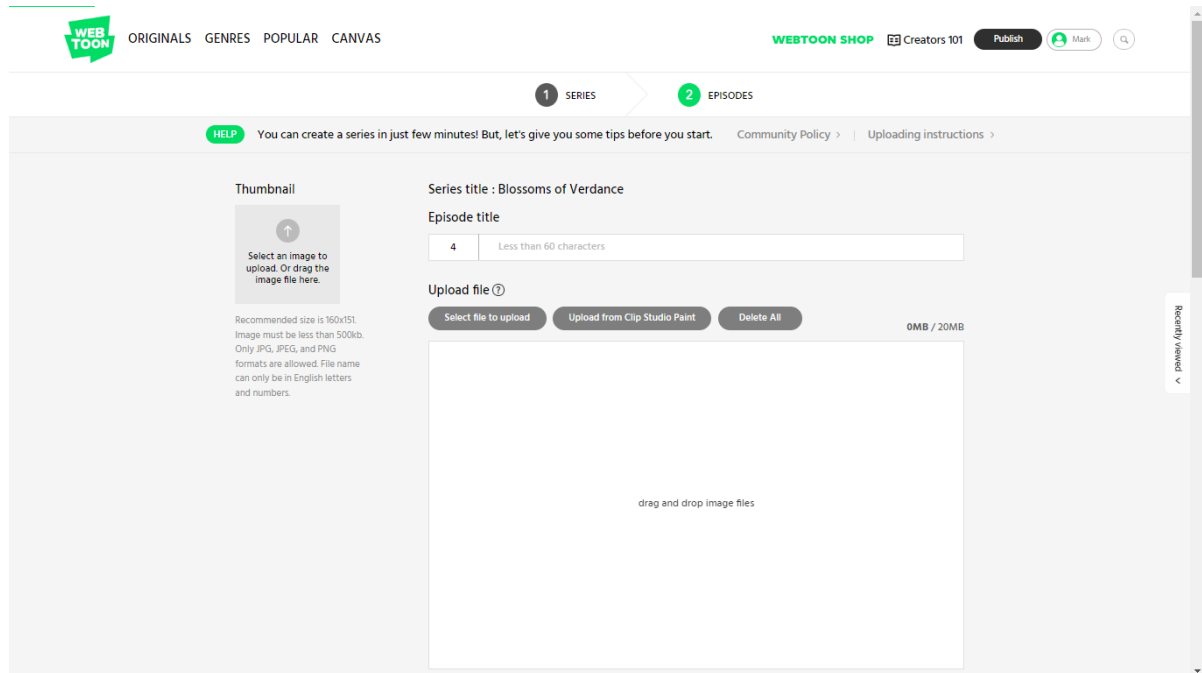 WEB
TOON
ORIGINALS GENRES POPULAR CANVAS
WEBTOON SHOP Creators 101 Publish Mark
1 SERIES 2 EPISODES
HELP You can create a series in just few minutes! But, let's give you some tips before you start. Community Policy > | Uploading instructions >
Thumbnail
Select an image to
upload. Or drag the
image file here.
Recommended size is 160x151.
Image must be less than 500kb.
Only JPG, JPEG, and PNG
formats are allowed. File name
can only be in English letters
and numbers.
Series title : Blossoms of Verdance
Episode title
4 Less than 60 characters
Upload file ?
Select file to upload Upload from Clip Studio Paint Delete All 0MB / 20MB
drag and drop image files
Recently viewed